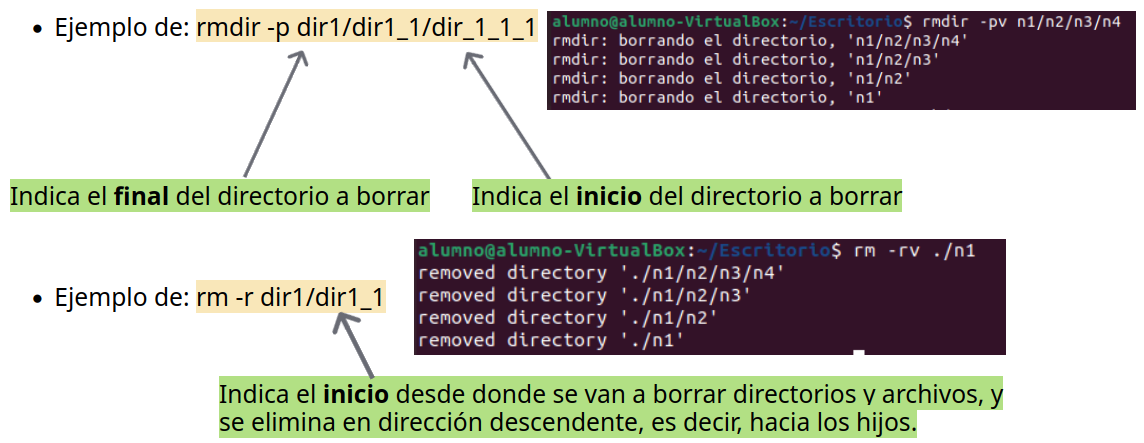 • Ejemplo de: rmdir -p dir1/dir1_1/dir_1_1_1
alumno@alumno-VirtualBox:~/Escritorio$ rmdir -pv n1/n2/n3/n4
rmdir: borrando el directorio, 'n1/n2/n3/n4'
rmdir: borrando el directorio, 'n1/n2/n3'
rmdir: borrando el directorio, 'n1/n2'
rmdir: borrando el directorio, 'n1'
Indica el final del directorio a borrar
Indica el inicio del directorio a borrar
alumno@alumno-VirtualBox:~/Escritorio$ rm -rv ./n1
removed directory './n1/n2/n3/n4'
removed directory './n1/n2/n3'
removed directory './n1/n2'
removed directory './n1'
• Ejemplo de: rm -r dir1/dir1_1
Indica el inicio desde donde se van a borrar directorios y archivos, y
se elimina en dirección descendente, es decir, hacia los hijos.